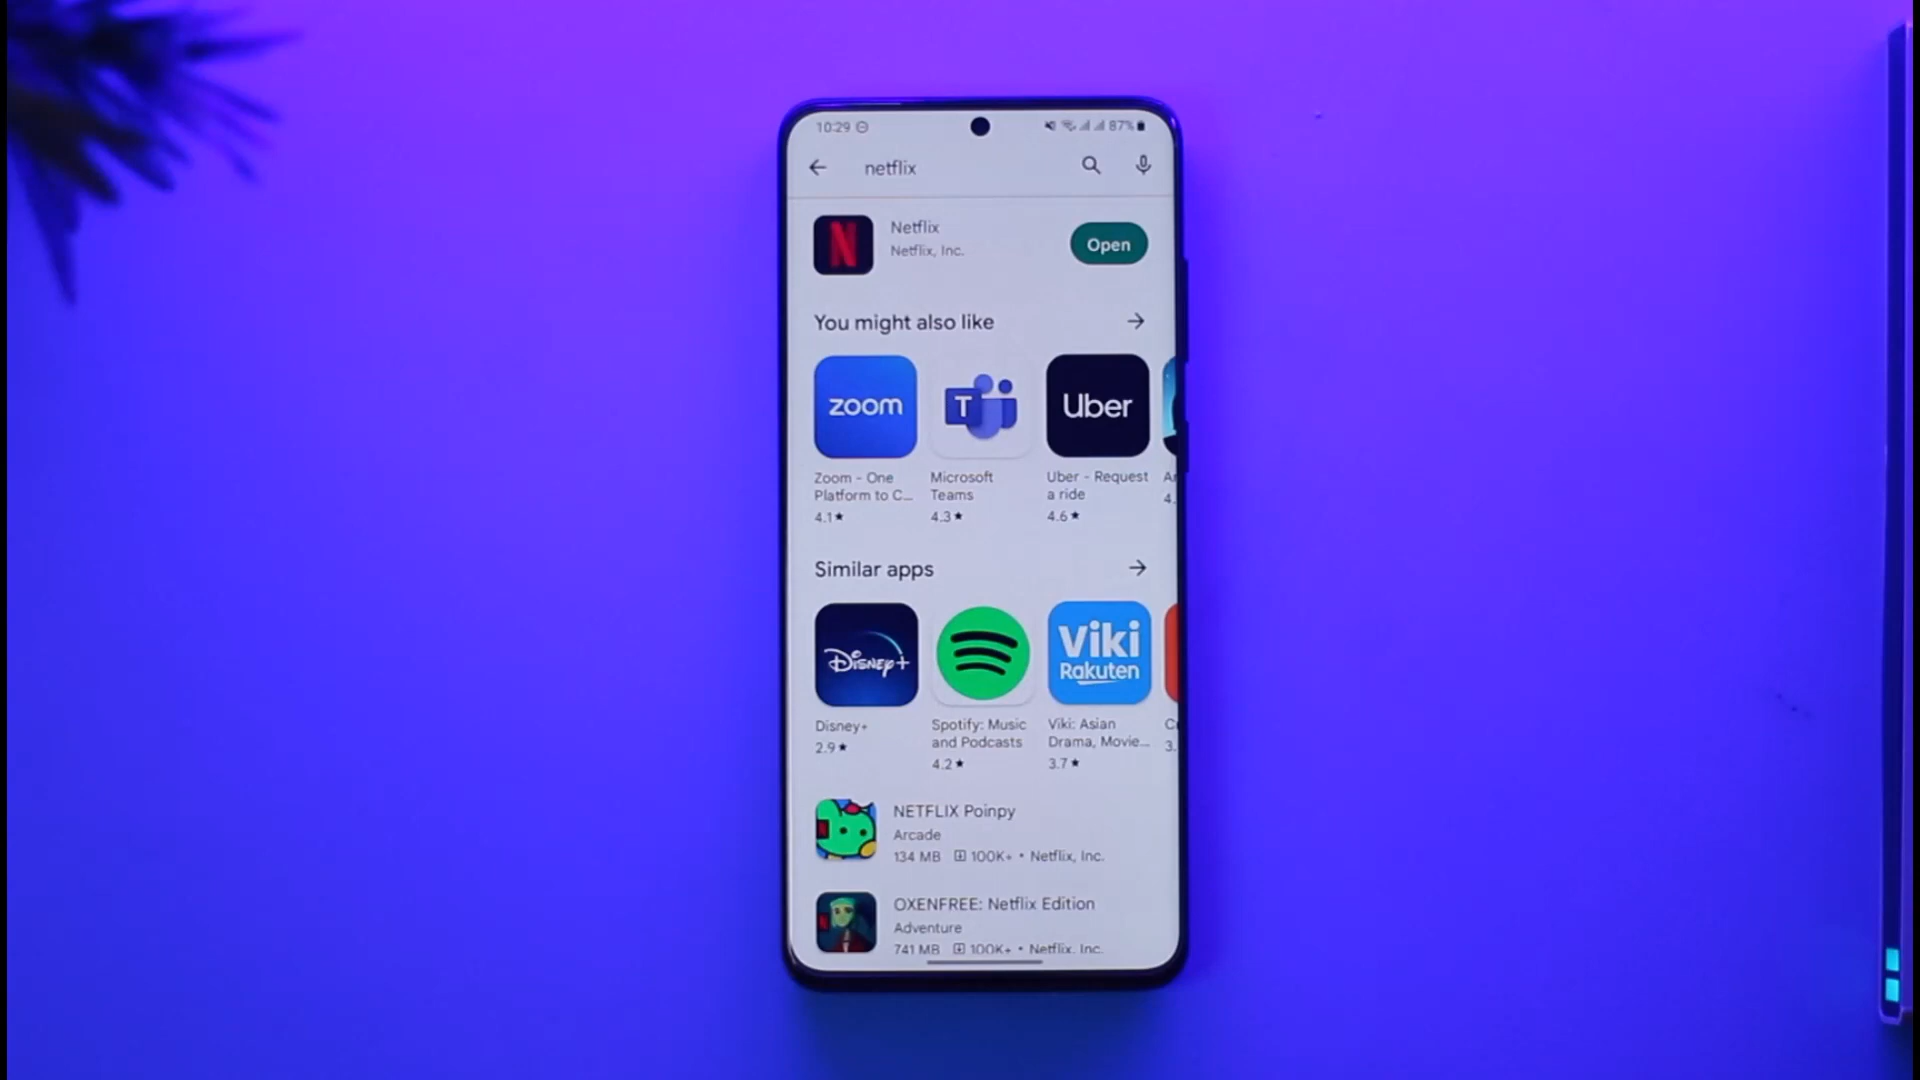 10:29 87%
netflix
Netflix
Netflix, Inc.
Open
You might also like
zoom
T
Uber
Zoom - One
Platform to C...
4.1★
Microsoft
Teams
4.3★
Uber - Request
a ride
4.6★
4.
Similar apps
Disney+
Viki
Rakuten
Disney+
2.9★
Spotify: Music
and Podcasts
4.2★
Viki: Asian
Drama, Movie...
3.7★
3.
NETFLIX Poinpy
Arcade
134 MB 100K+ • Netflix, Inc.
OXENFREE: Netflix Edition
Adventure
741 MB 100K+ • Netflix, Inc.